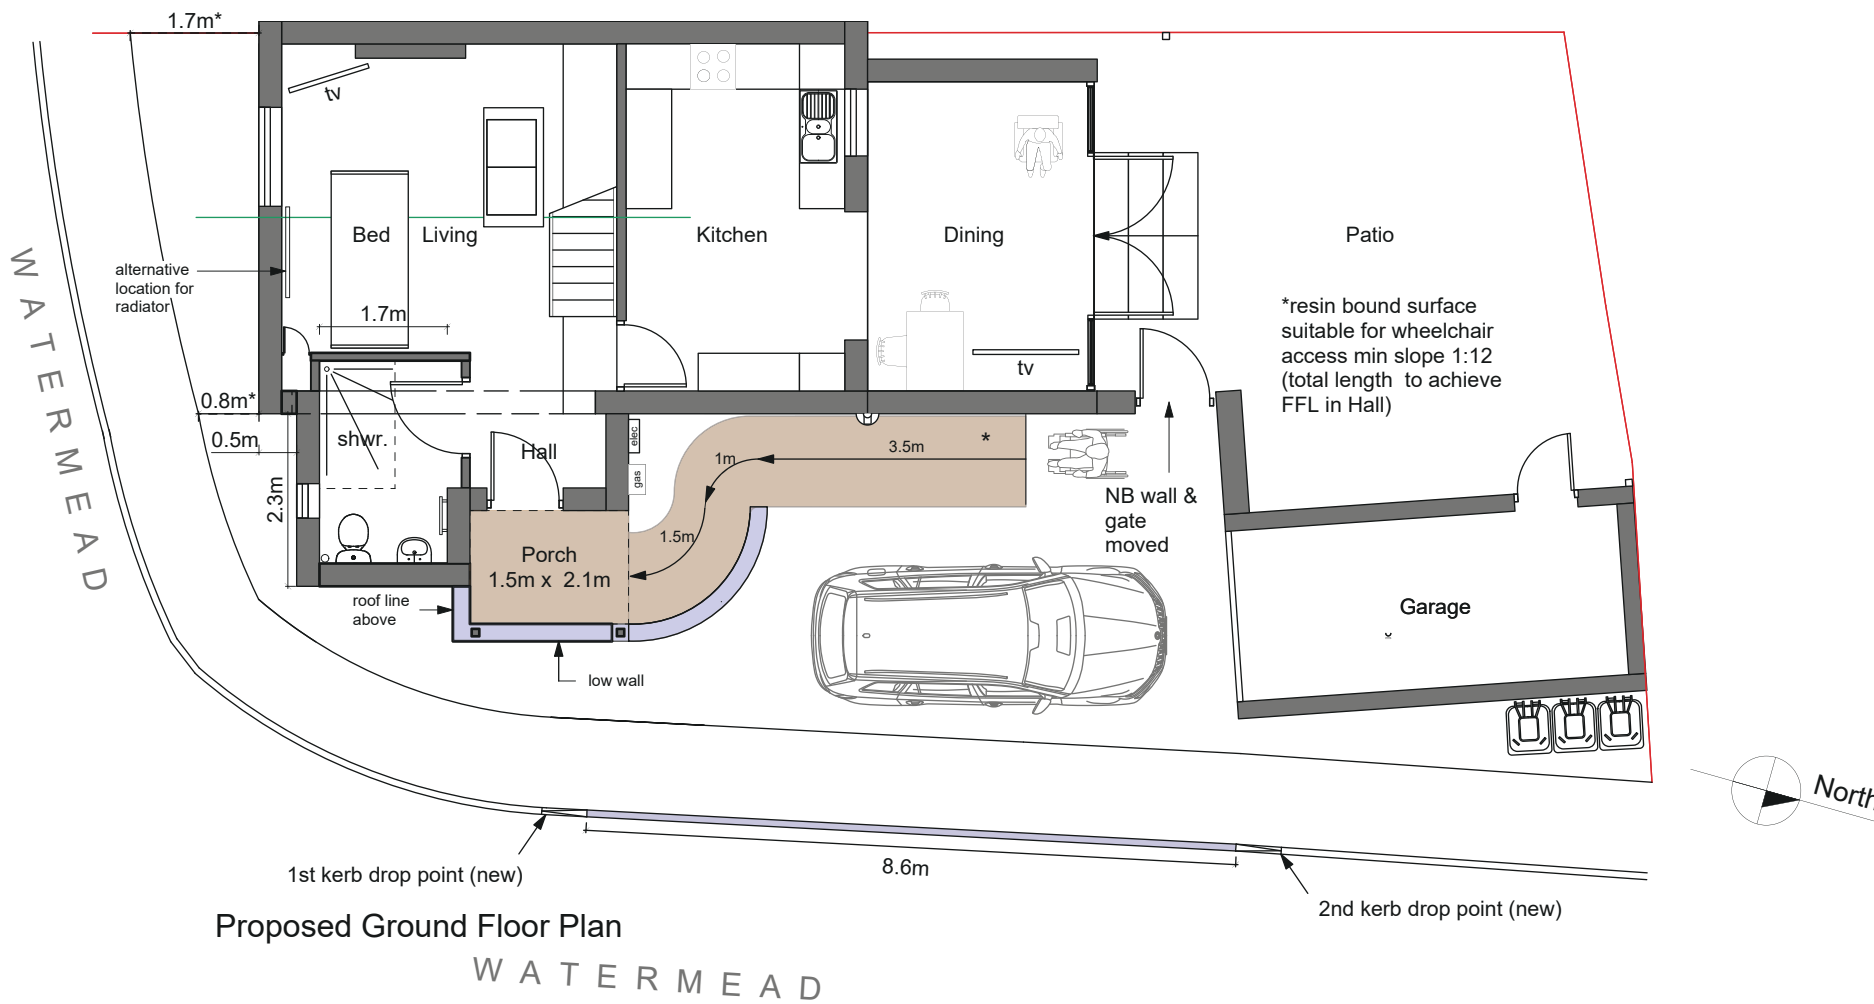 1.7m*
tv
WATERMEAD
alternative
location for
radiator
Bed
Living
Kitchen
Dining
Patio
1.7m
*resin bound surface
suitable for wheelchair
access min slope 1:12
(total length to achieve
FFL in Hall)
tv
0.8m*
0.5m
shwr.
Hall
elec
gas
1m
3.5m
*
2.3m
NB wall &
gate
moved
1.5m
Porch
1.5m x 2.1m
roof line
above
low wall
Garage
North
8.6m
1st kerb drop point (new)
2nd kerb drop point (new)
Proposed Ground Floor Plan
WATERMEAD